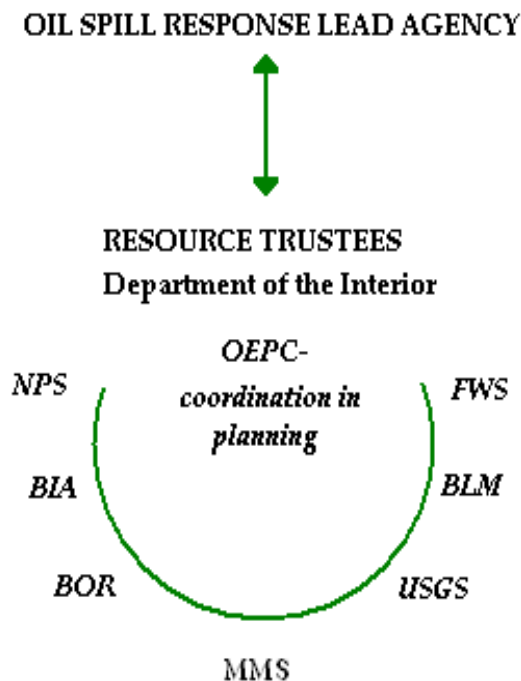 OIL SPILL RESPONSE LEAD AGENCY
RESOURCE TRUSTEES
Department of the Interior
OEPC-
coordination in
planning
NPS
FWS
BIA
BLM
BOR
USGS
MMS